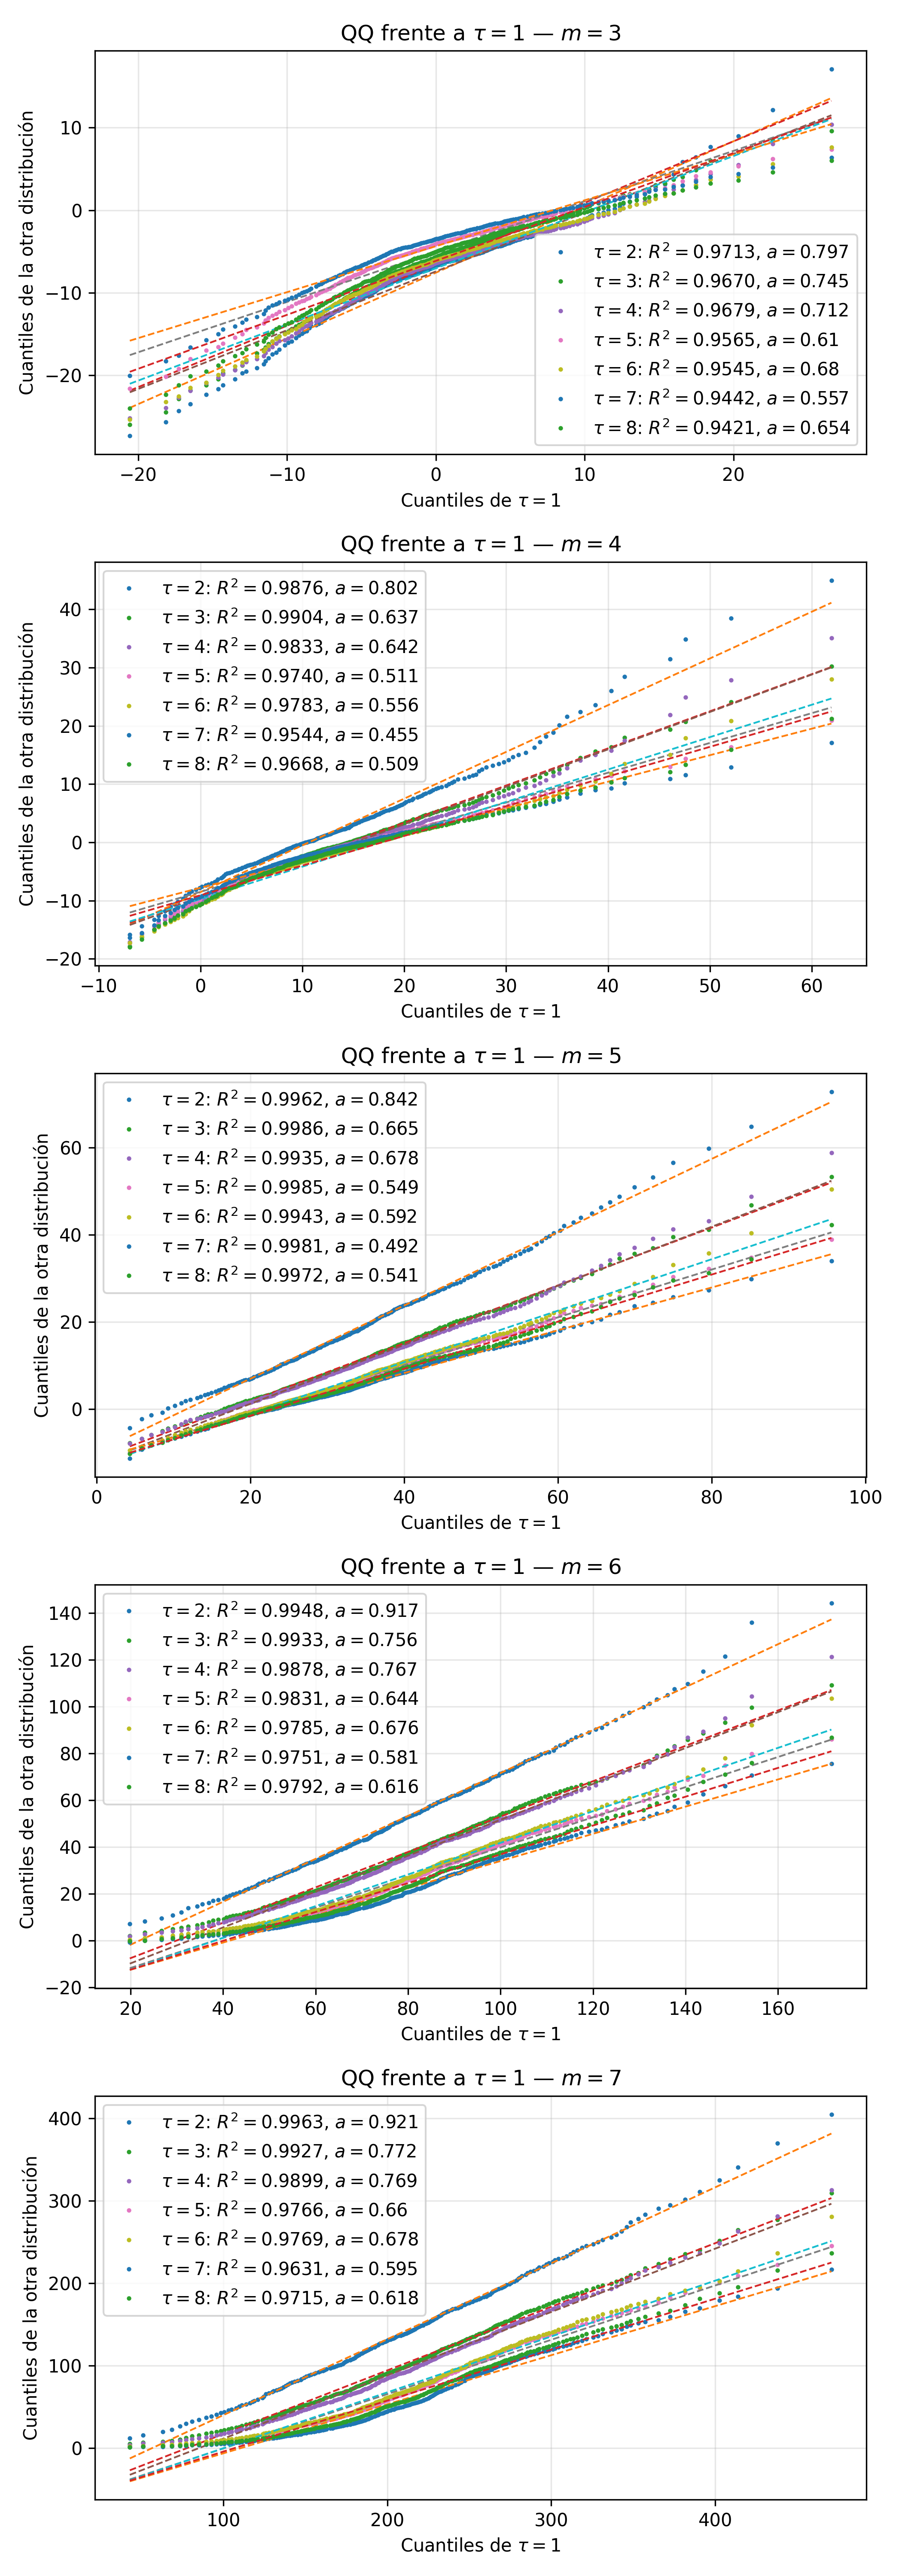 QQ frente a τ = 1 — m = 3
Cuantiles de la otra distribución
10
0
−10
−20
τ = 2: R² = 0.9713, a = 0.797
τ = 3: R² = 0.9670, a = 0.745
τ = 4: R² = 0.9679, a = 0.712
τ = 5: R² = 0.9565, a = 0.61
τ = 6: R² = 0.9545, a = 0.68
τ = 7: R² = 0.9442, a = 0.557
τ = 8: R² = 0.9421, a = 0.654
−20 −10 0 10 20
Cuantiles de τ = 1
QQ frente a τ = 1 — m = 4
Cuantiles de la otra distribución
40
30
20
10
0
−10
−20
τ = 2: R² = 0.9876, a = 0.802
τ = 3: R² = 0.9904, a = 0.637
τ = 4: R² = 0.9833, a = 0.642
τ = 5: R² = 0.9740, a = 0.511
τ = 6: R² = 0.9783, a = 0.556
τ = 7: R² = 0.9544, a = 0.455
τ = 8: R² = 0.9668, a = 0.509
−10 0 10 20 30 40 50 60
Cuantiles de τ = 1
QQ frente a τ = 1 — m = 5
Cuantiles de la otra distribución
60
40
20
0
τ = 2: R² = 0.9962, a = 0.842
τ = 3: R² = 0.9986, a = 0.665
τ = 4: R² = 0.9935, a = 0.678
τ = 5: R² = 0.9985, a = 0.549
τ = 6: R² = 0.9943, a = 0.592
τ = 7: R² = 0.9981, a = 0.492
τ = 8: R² = 0.9972, a = 0.541
0 20 40 60 80 100
Cuantiles de τ = 1
QQ frente a τ = 1 — m = 6
Cuantiles de la otra distribución
140
120
100
80
60
40
20
0
−20
τ = 2: R² = 0.9948, a = 0.917
τ = 3: R² = 0.9933, a = 0.756
τ = 4: R² = 0.9878, a = 0.767
τ = 5: R² = 0.9831, a = 0.644
τ = 6: R² = 0.9785, a = 0.676
τ = 7: R² = 0.9751, a = 0.581
τ = 8: R² = 0.9792, a = 0.616
20 40 60 80 100 120 140 160
Cuantiles de τ = 1
QQ frente a τ = 1 — m = 7
Cuantiles de la otra distribución
400
300
200
100
0
τ = 2: R² = 0.9963, a = 0.921
τ = 3: R² = 0.9927, a = 0.772
τ = 4: R² = 0.9899, a = 0.769
τ = 5: R² = 0.9766, a = 0.66
τ = 6: R² = 0.9769, a = 0.678
τ = 7: R² = 0.9631, a = 0.595
τ = 8: R² = 0.9715, a = 0.618
100 200 300 400
Cuantiles de τ = 1